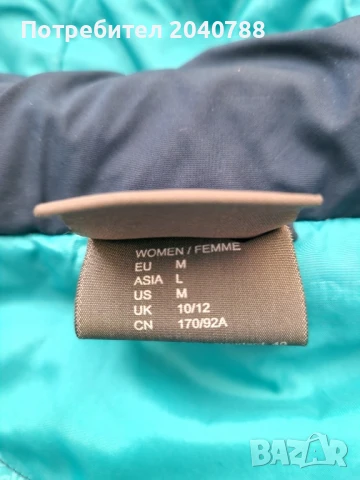 Потребител 2040788
WOMEN / FEMME
EU M
ASIA L
US M
UK 10/12
CN 170/92A
BAZAR